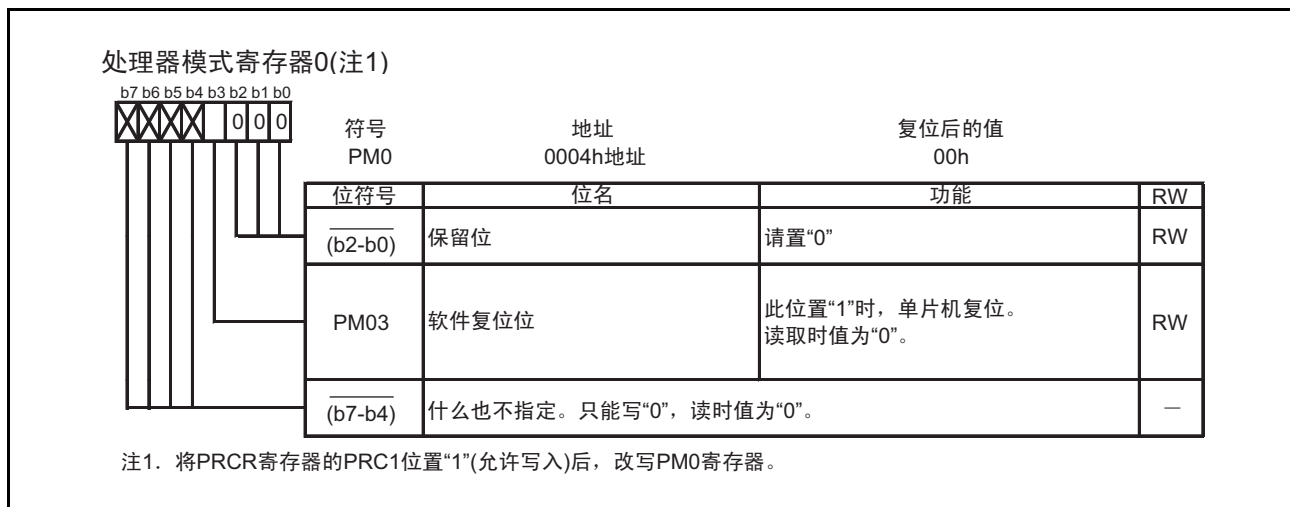 处理器模式寄存器0(注1)
b7 b6 b5 b4 b3 b2 b1 b0
0 0 0
符号 地址 复位后的值
PM0 0004h地址 00h
位符号 位名 功能 RW
(b2-b0) 保留位 请置“0” RW
PM03 软件复位位 此位置“1”时，单片机复位。
读取时值为“0”。 RW
(b7-b4) 什么也不指定。只能写“0”，读时值为“0”。 —
注1. 将PRCR寄存器的PRC1位置“1”(允许写入)后，改写PM0寄存器。